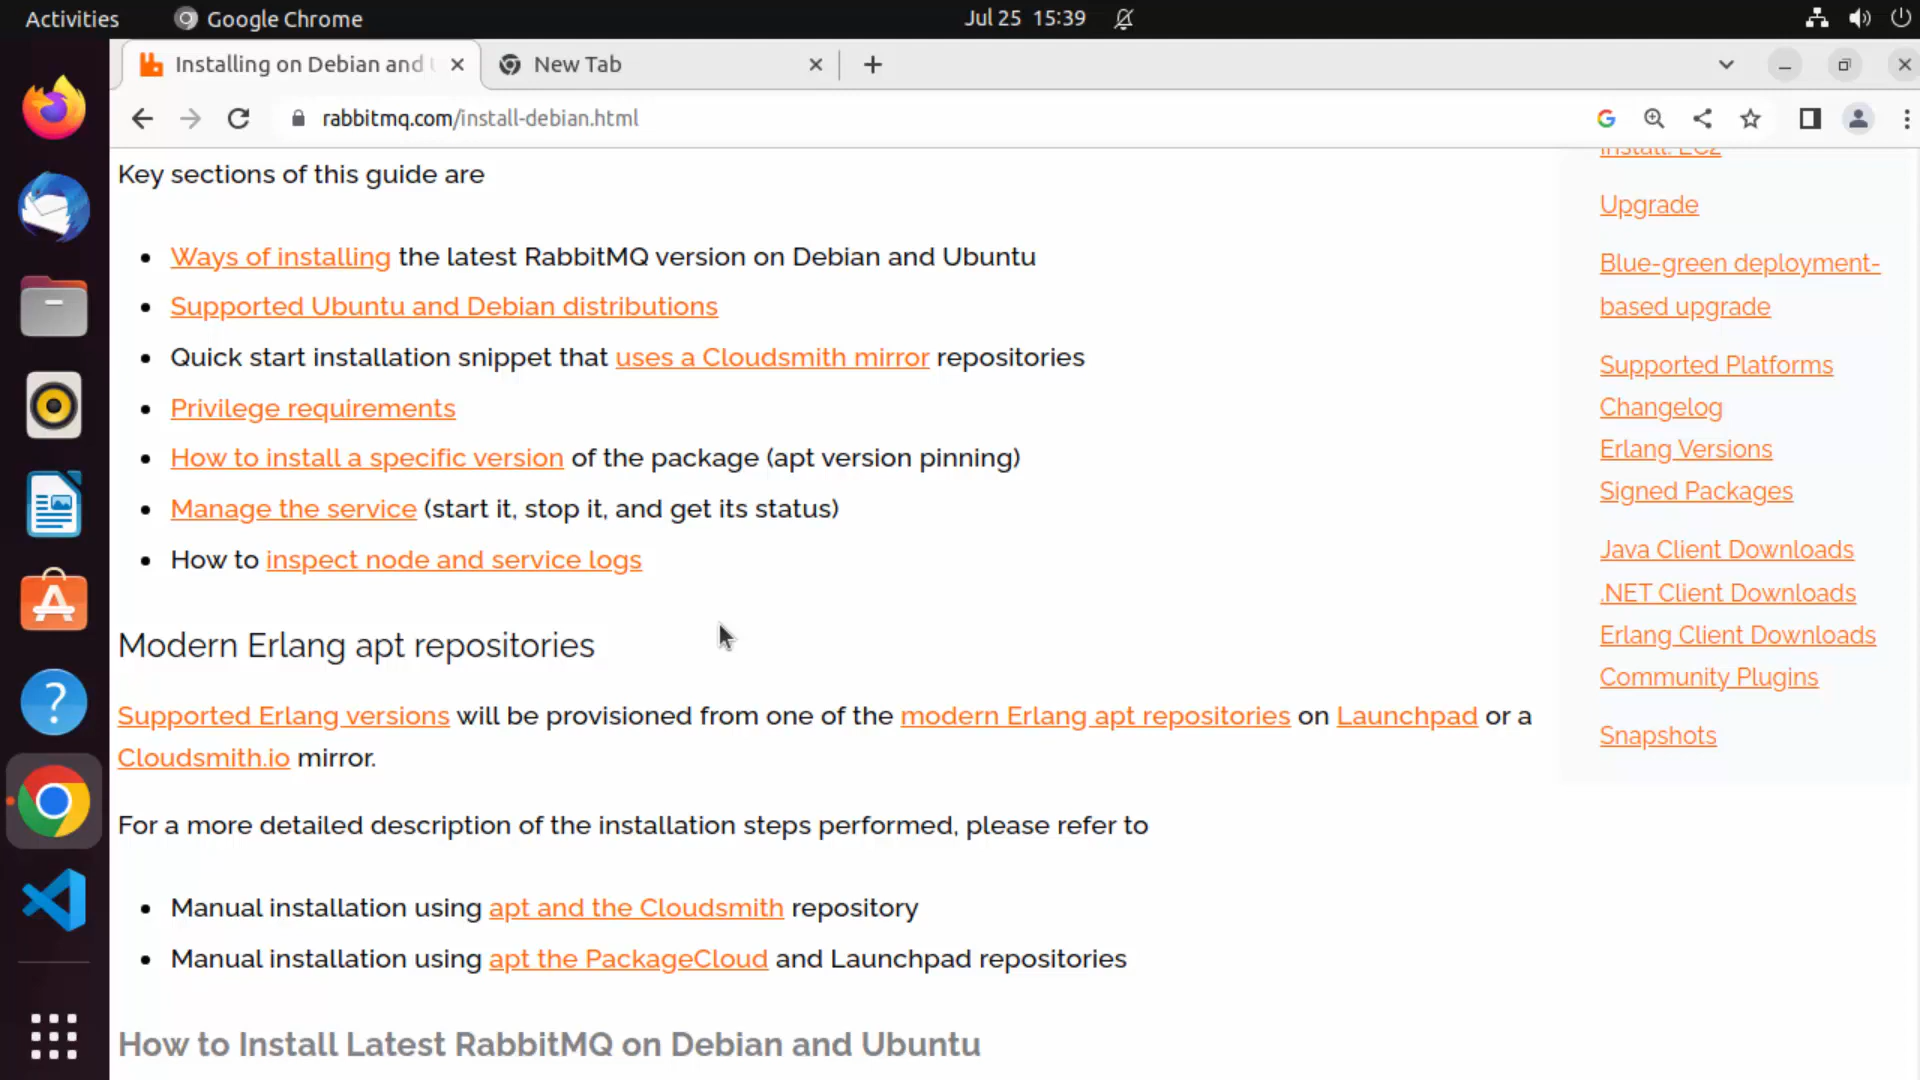 Activities
Google Chrome
Jul 25 15:39
Installing on Debian and U
New Tab
rabbitmq.com/install-debian.html
Key sections of this guide are
Ways of installing the latest RabbitMQ version on Debian and Ubuntu
Supported Ubuntu and Debian distributions
Quick start installation snippet that uses a Cloudsmith mirror repositories
Privilege requirements
How to install a specific version of the package (apt version pinning)
Manage the service (start it, stop it, and get its status)
How to inspect node and service logs
Modern Erlang apt repositories
Supported Erlang versions will be provisioned from one of the modern Erlang apt repositories on Launchpad or a
Cloudsmith.io mirror.
For a more detailed description of the installation steps performed, please refer to
Manual installation using apt and the Cloudsmith repository
Manual installation using apt the PackageCloud and Launchpad repositories
How to Install Latest RabbitMQ on Debian and Ubuntu
Install: EC2
Upgrade
Blue-green deployment-
based upgrade
Supported Platforms
Changelog
Erlang Versions
Signed Packages
Java Client Downloads
.NET Client Downloads
Erlang Client Downloads
Community Plugins
Snapshots